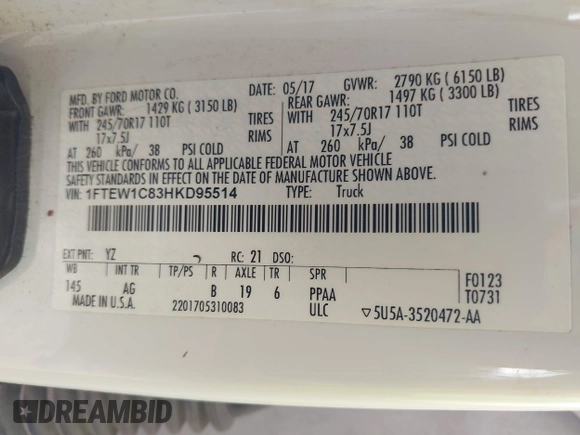 MFD. BY FORD MOTOR CO.
DATE: 05/17 GVWR: 2790 KG ( 6150 LB)
FRONT GAWR: 1429 KG ( 3150 LB)
REAR GAWR: 1497 KG ( 3300 LB)
WITH 245/70R17 110T TIRES
WITH 245/70R17 110T TIRES
17x7.5J RIMS
17x7.5J RIMS
AT 260 kPa/ 38 PSI COLD
AT 260 kPa/ 38 PSI COLD
THIS VEHICLE CONFORMS TO ALL APPLICABLE FEDERAL MOTOR VEHICLE
SAFETY STANDARDS IN EFFECT ON THE DATE OF MANUFACTURE SHOWN ABOVE.
VIN: 1FTEW1C83HKD95514 TYPE: Truck
EXT PNT: YZ RC: 21 DSO:
WB INT TR TP/PS R AXLE TR SPR
145 AG B 19 6 PPAA
F0123
T0731
MADE IN U.S.A. 2201705310083 ULC ▽5U5A-3520472-AA
DREAMBID